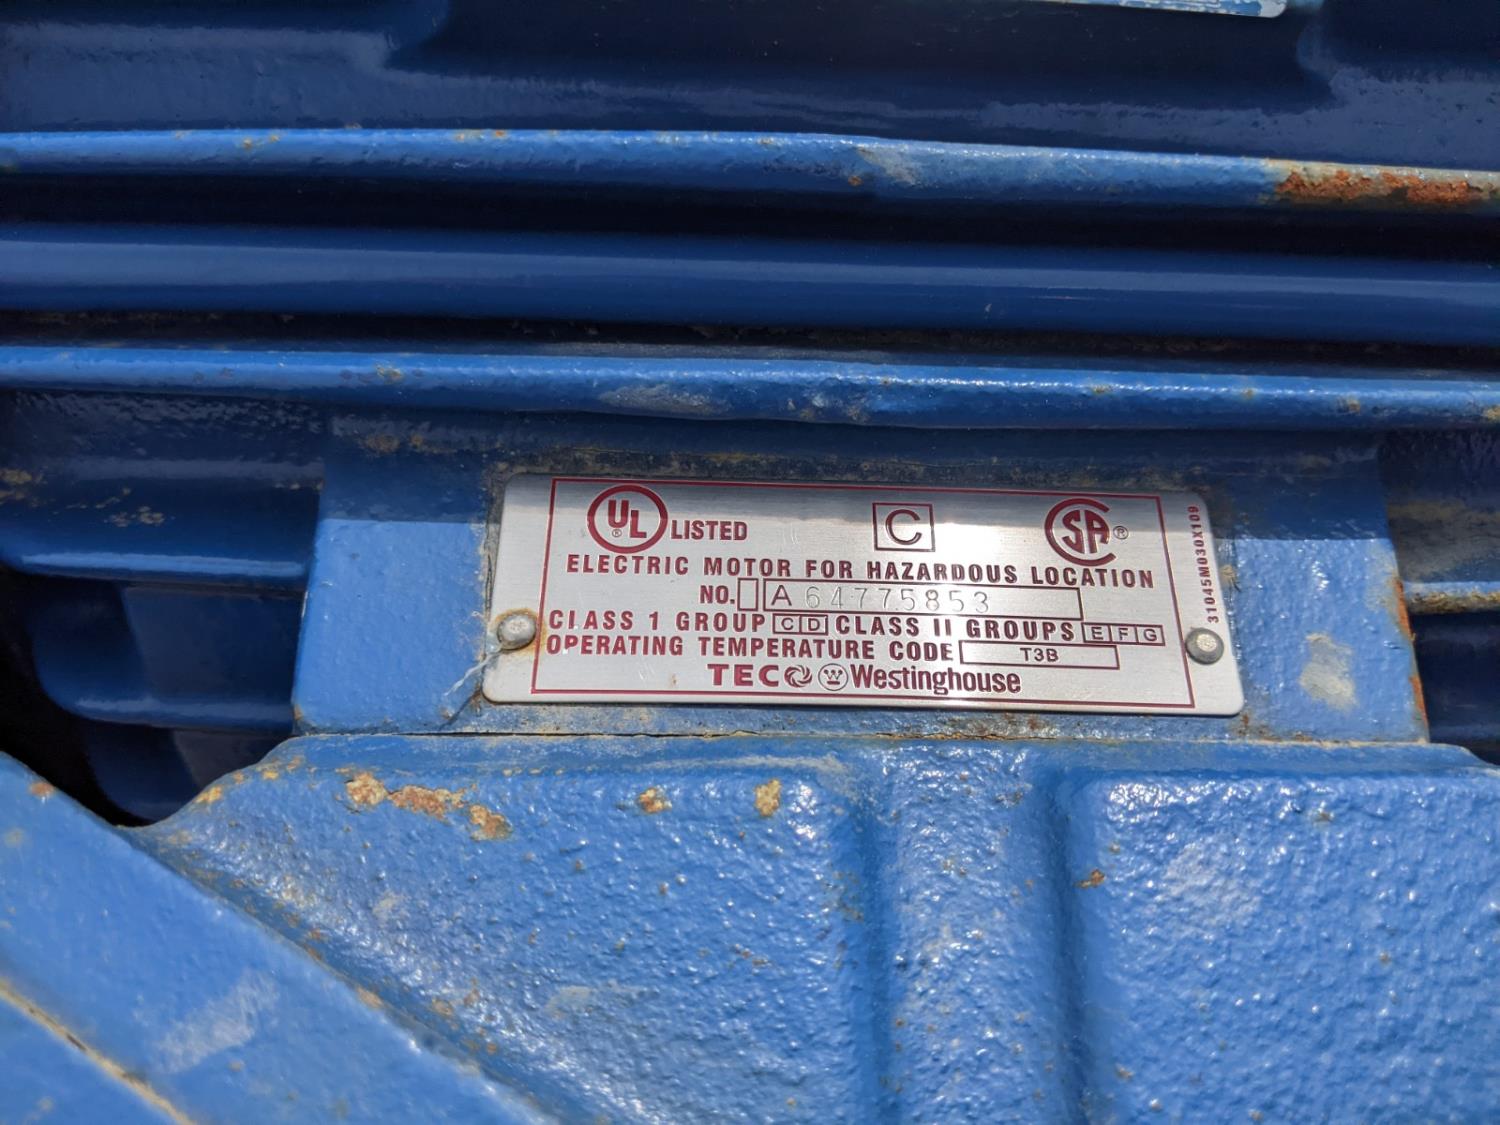 UL ® LISTED C SA ®
ELECTRIC MOTOR FOR HAZARDOUS LOCATION
NO. A 64775853
CLASS 1 GROUP C D CLASS II GROUPS E F G
OPERATING TEMPERATURE CODE T3B
TECO W Westinghouse
31045M030X109